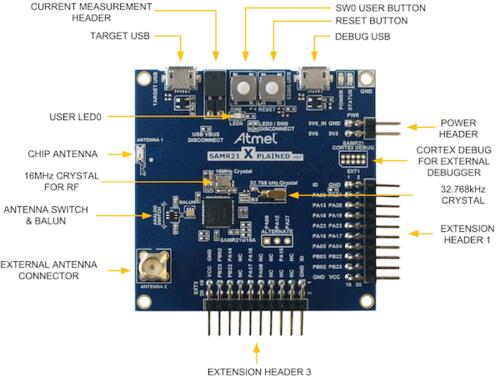 CURRENT MEASUREMENT
HEADER
SW0 USER BUTTON
RESET BUTTON
TARGET USB
DEBUG USB
TARGET USB
DEBUG USB
POWER
STATUS
GND
SW0
RESET
USER LED0
USB VBUS
DISCONNECT
LED0
LED0 / SW0
DISCONNECT
3V6_IN
GND
PWR
3V3
POWER
HEADER
Atmel
SAMR21 XPLAINED PRO
SAMR21
CORTEX DEBUG
CORTEX DEBUG
FOR EXTERNAL
DEBUGGER
ANTENNA 1
CHIP ANTENNA
16MHz Crystal
16MHz CRYSTAL
FOR RF
32.768 kHz Crystal
32.768kHz
CRYSTAL
BALUN
ANTENNA SWITCH
& BALUN
SAMR21G18A
ALTERNATE
EXT1
EXTENSION
HEADER 1
EXTERNAL ANTENNA
CONNECTOR
ANTENNA 2
EXT3
EXTENSION HEADER 3